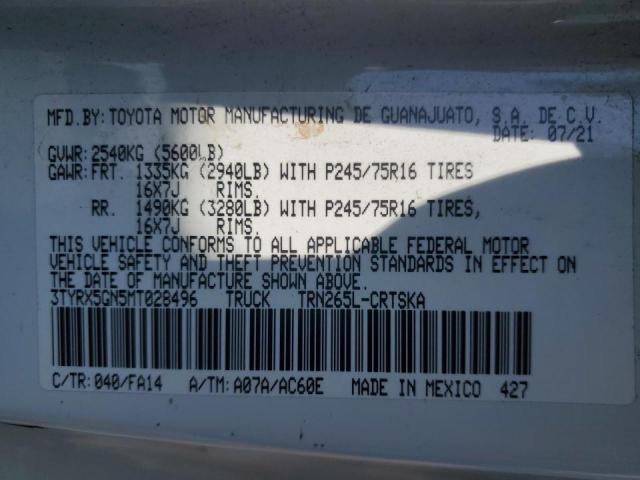 MFD.BY: TOYOTA MOTOR MANUFACTURING DE GUANAJUATO, S.A. DE C.V.
DATE: 07/21
GVWR: 2540KG (5600LB)
GAWR: FRT. 1335KG (2940LB) WITH P245/75R16 TIRES
16X7J RIMS.
RR. 1490KG (3280LB) WITH P245/75R16 TIRES,
16X7J RIMS.
THIS VEHICLE CONFORMS TO ALL APPLICABLE FEDERAL MOTOR
VEHICLE SAFETY AND THEFT PREVENTION STANDARDS IN EFFECT ON
THE DATE OF MANUFACTURE SHOWN ABOVE.
3TYRX5GN5MT028496 TRUCK TRN265L-CRTSKA
C/TR: 040/FA14 A/TM: A07A/AC60E MADE IN MEXICO 427